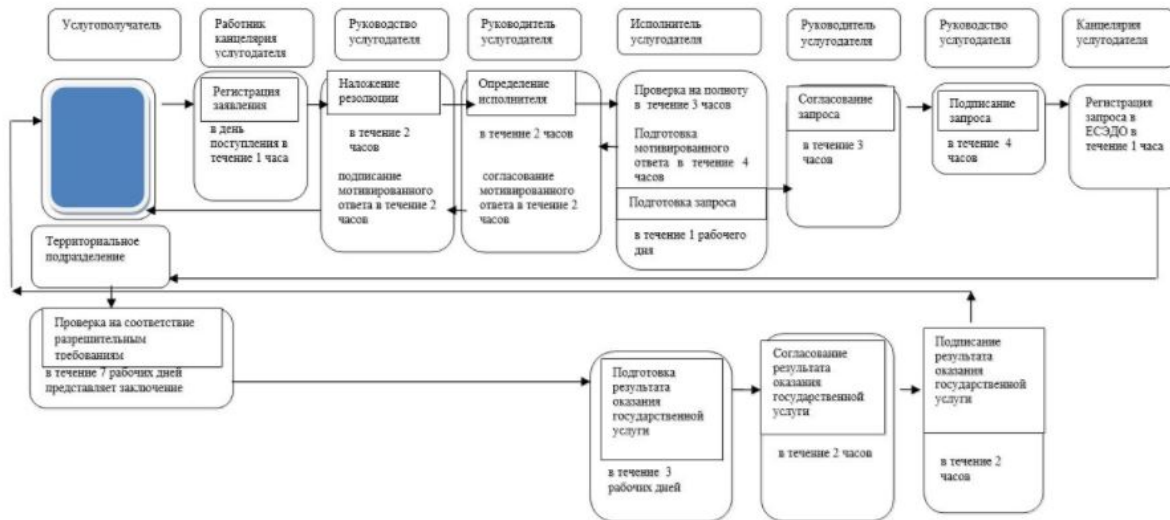 Услугополучатель
Работник
канцелярия
услугодателя
Руководство
услугодателя
Руководитель
услугодателя
Исполнитель
услугодателя
Руководитель
услугодателя
Руководство
услугодателя
Канцелярия
услугодателя
Регистрация
заявления
в день
поступления в
течение 1 часа
Наложение
резолюции
в течение 2
часов
подписание
мотивированного
ответа в течение 2
часов
Определение
исполнителя
в течение 2 часов
согласование
мотивированного
ответа в течение 2
часов
Проверка на полноту
в течение 3 часов
Подготовка
мотивированного
ответа в течение 4
часов
Подготовка запроса
в течение 1 рабочего
дня
Согласование
запроса
в течение 3
часов
Подписание
запроса
в течение 4
часов
Регистрация
запроса в
ЕСЭДО в
течение 1 часа
Территориальное
подразделение
Проверка на соответствие
разрешительным
требованиям
в течение 7 рабочих дней
представляет заключение
Подготовка
результата
оказания
государственной
услуги
в течение 3
рабочих дней
Согласование
результата
оказания
государственной
услуги
в течение 2 часов
Подписание
результата
оказания
государственной
услуги
в течение 2
часов